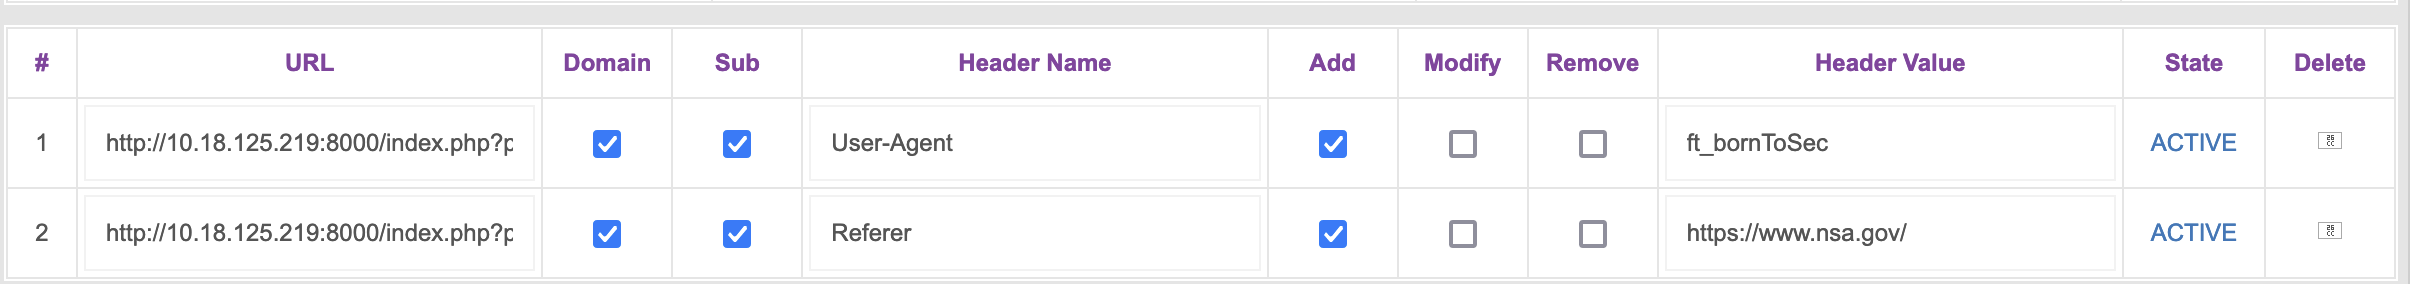 # URL Domain Sub Header Name Add Modify Remove Header Value State Delete
1 http://10.18.125.219:8000/index.php?p User-Agent ft_bornToSec ACTIVE
2 http://10.18.125.219:8000/index.php?p Referer https://www.nsa.gov/ ACTIVE